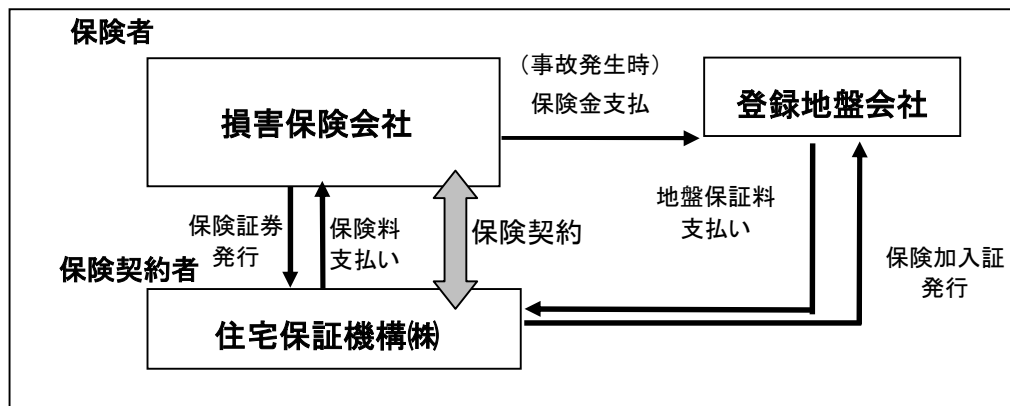 保険者
(事故発生時)
保険金支払
損害保険会社
登録地盤会社
保険証券
発行
保険料
支払い
保険契約
地盤保証料
支払い
保険加入証
発行
保険契約者
住宅保証機構㈱